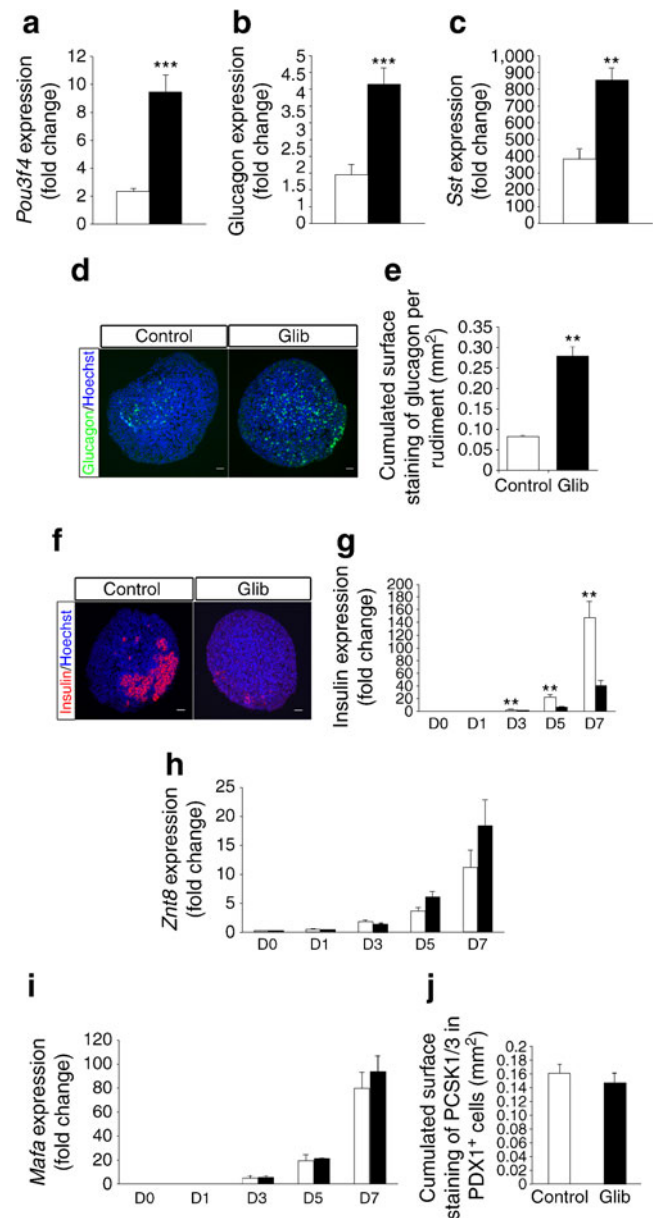 a
Pou3f4 expression
(fold change)
12
10
8
6
4
2
0
***
b
Glucagon expression
(fold change)
4.5
4
3
3
2
2
1.5
1
0.5
0
***
c
Sst expression
(fold change)
1,000
900
800
700
600
500
400
300
200
100
0
**
d
Control
Glib
Glucagon/Hoechst
e
Cumulated surface
staining of glucagon per
rudiment (mm2)
0.35
0.30
0.25
0.20
0.15
0.10
0.05
0
**
Control Glib
f
Control
Glib
Insulin/Hoechst
g
Insulin expression
(fold change)
200
180
160
140
120
100
80
60
40
20
0
** ** **
D0 D1 D3 D5 D7
h
Znt8 expression
(fold change)
25
20
15
10
5
0
D0 D1 D3 D5 D7
i
Mafa expression
(fold change)
120
100
80
60
40
20
0
D0 D1 D3 D5 D7
j
Cumulated surface
staining of PCSK1/3 in
PDX1+ cells (mm2)
0.2
0.18
0.16
0.14
0.12
0.10
0.08
0.06
0.04
0.02
0
Control Glib